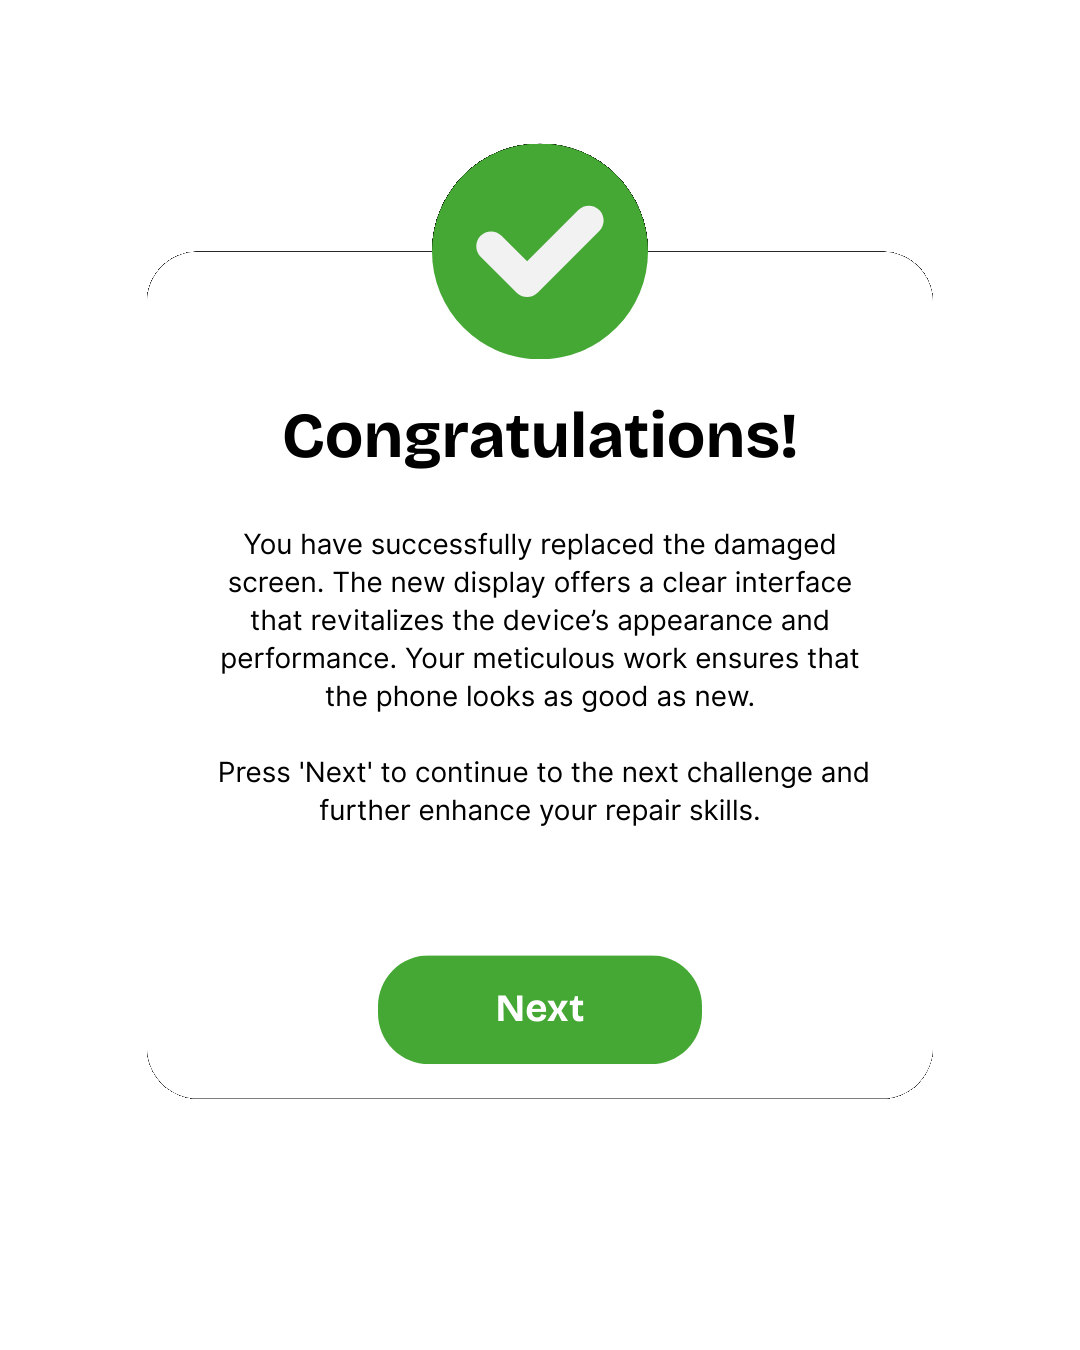 Congratulations!
You have successfully replaced the damaged
screen. The new display offers a clear interface
that revitalizes the device’s appearance and
performance. Your meticulous work ensures that
the phone looks as good as new.
Press 'Next' to continue to the next challenge and
further enhance your repair skills.
Next